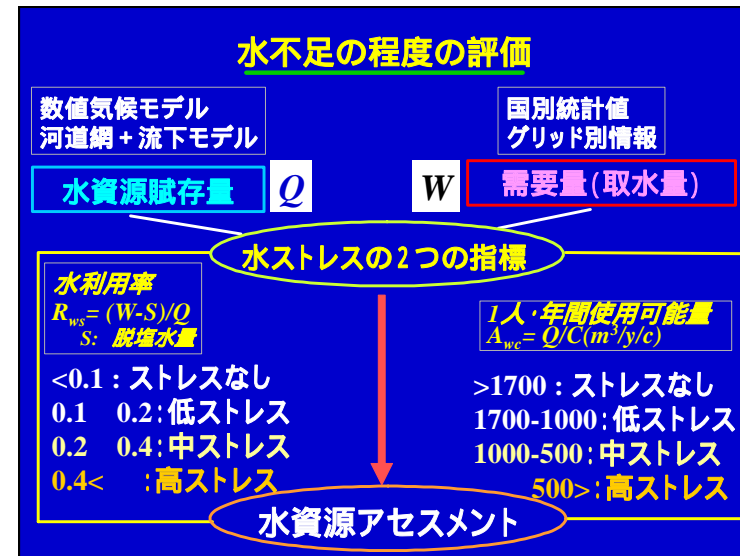 水不足の程度の評価
数値気候モデル
河道網+流下モデル
国別統計値
グリッド別情報
水資源賦存量
Q
W
需要量(取水量)
水ストレスの2つの指標
水利用率
Rws= (W-S)/Q
S: 脱塩水量
<0.1 : ストレスなし
0.1 0.2:低ストレス
0.2 0.4:中ストレス
0.4< :高ストレス
1人・年間使用可能量
Awc= Q/C(m³/y/c)
>1700 : ストレスなし
1700-1000:低ストレス
1000-500:中ストレス
500>:高ストレス
水資源アセスメント